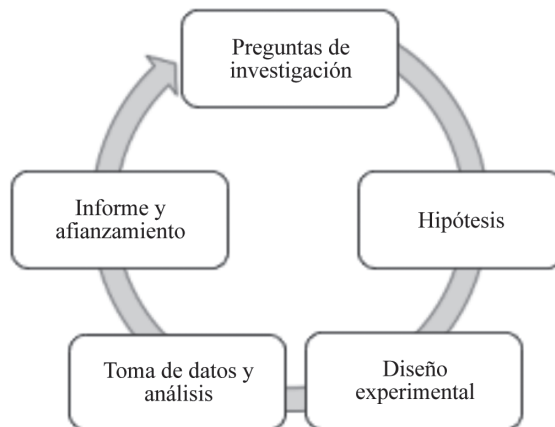 Preguntas de
investigación
Hipótesis
Diseño
experimental
Toma de datos y
análisis
Informe y
afianzamiento